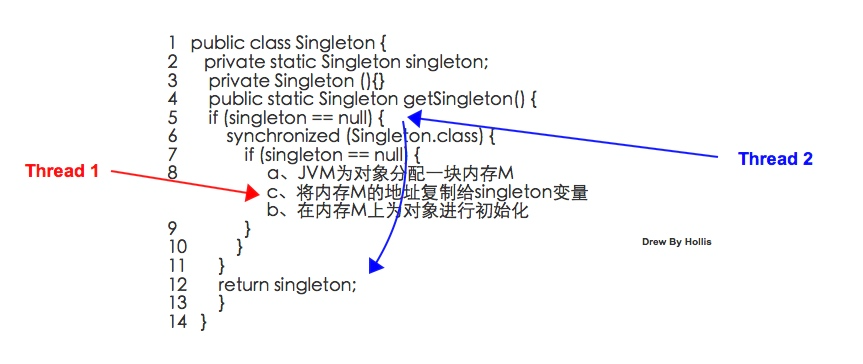 1 public class Singleton {
2 private static Singleton singleton;
3 private Singleton (){}
4 public static Singleton getSingleton() {
5 if (singleton == null) {
6 synchronized (Singleton.class) {
7 if (singleton == null) {
8 a、JVM为对象分配一块内存M
c、将内存M的地址复制给singleton变量
b、在内存M上为对象进行初始化
9 }
10 }
11 }
12 return singleton;
13 }
14 }
Thread 1
Thread 2
Drew By Hollis